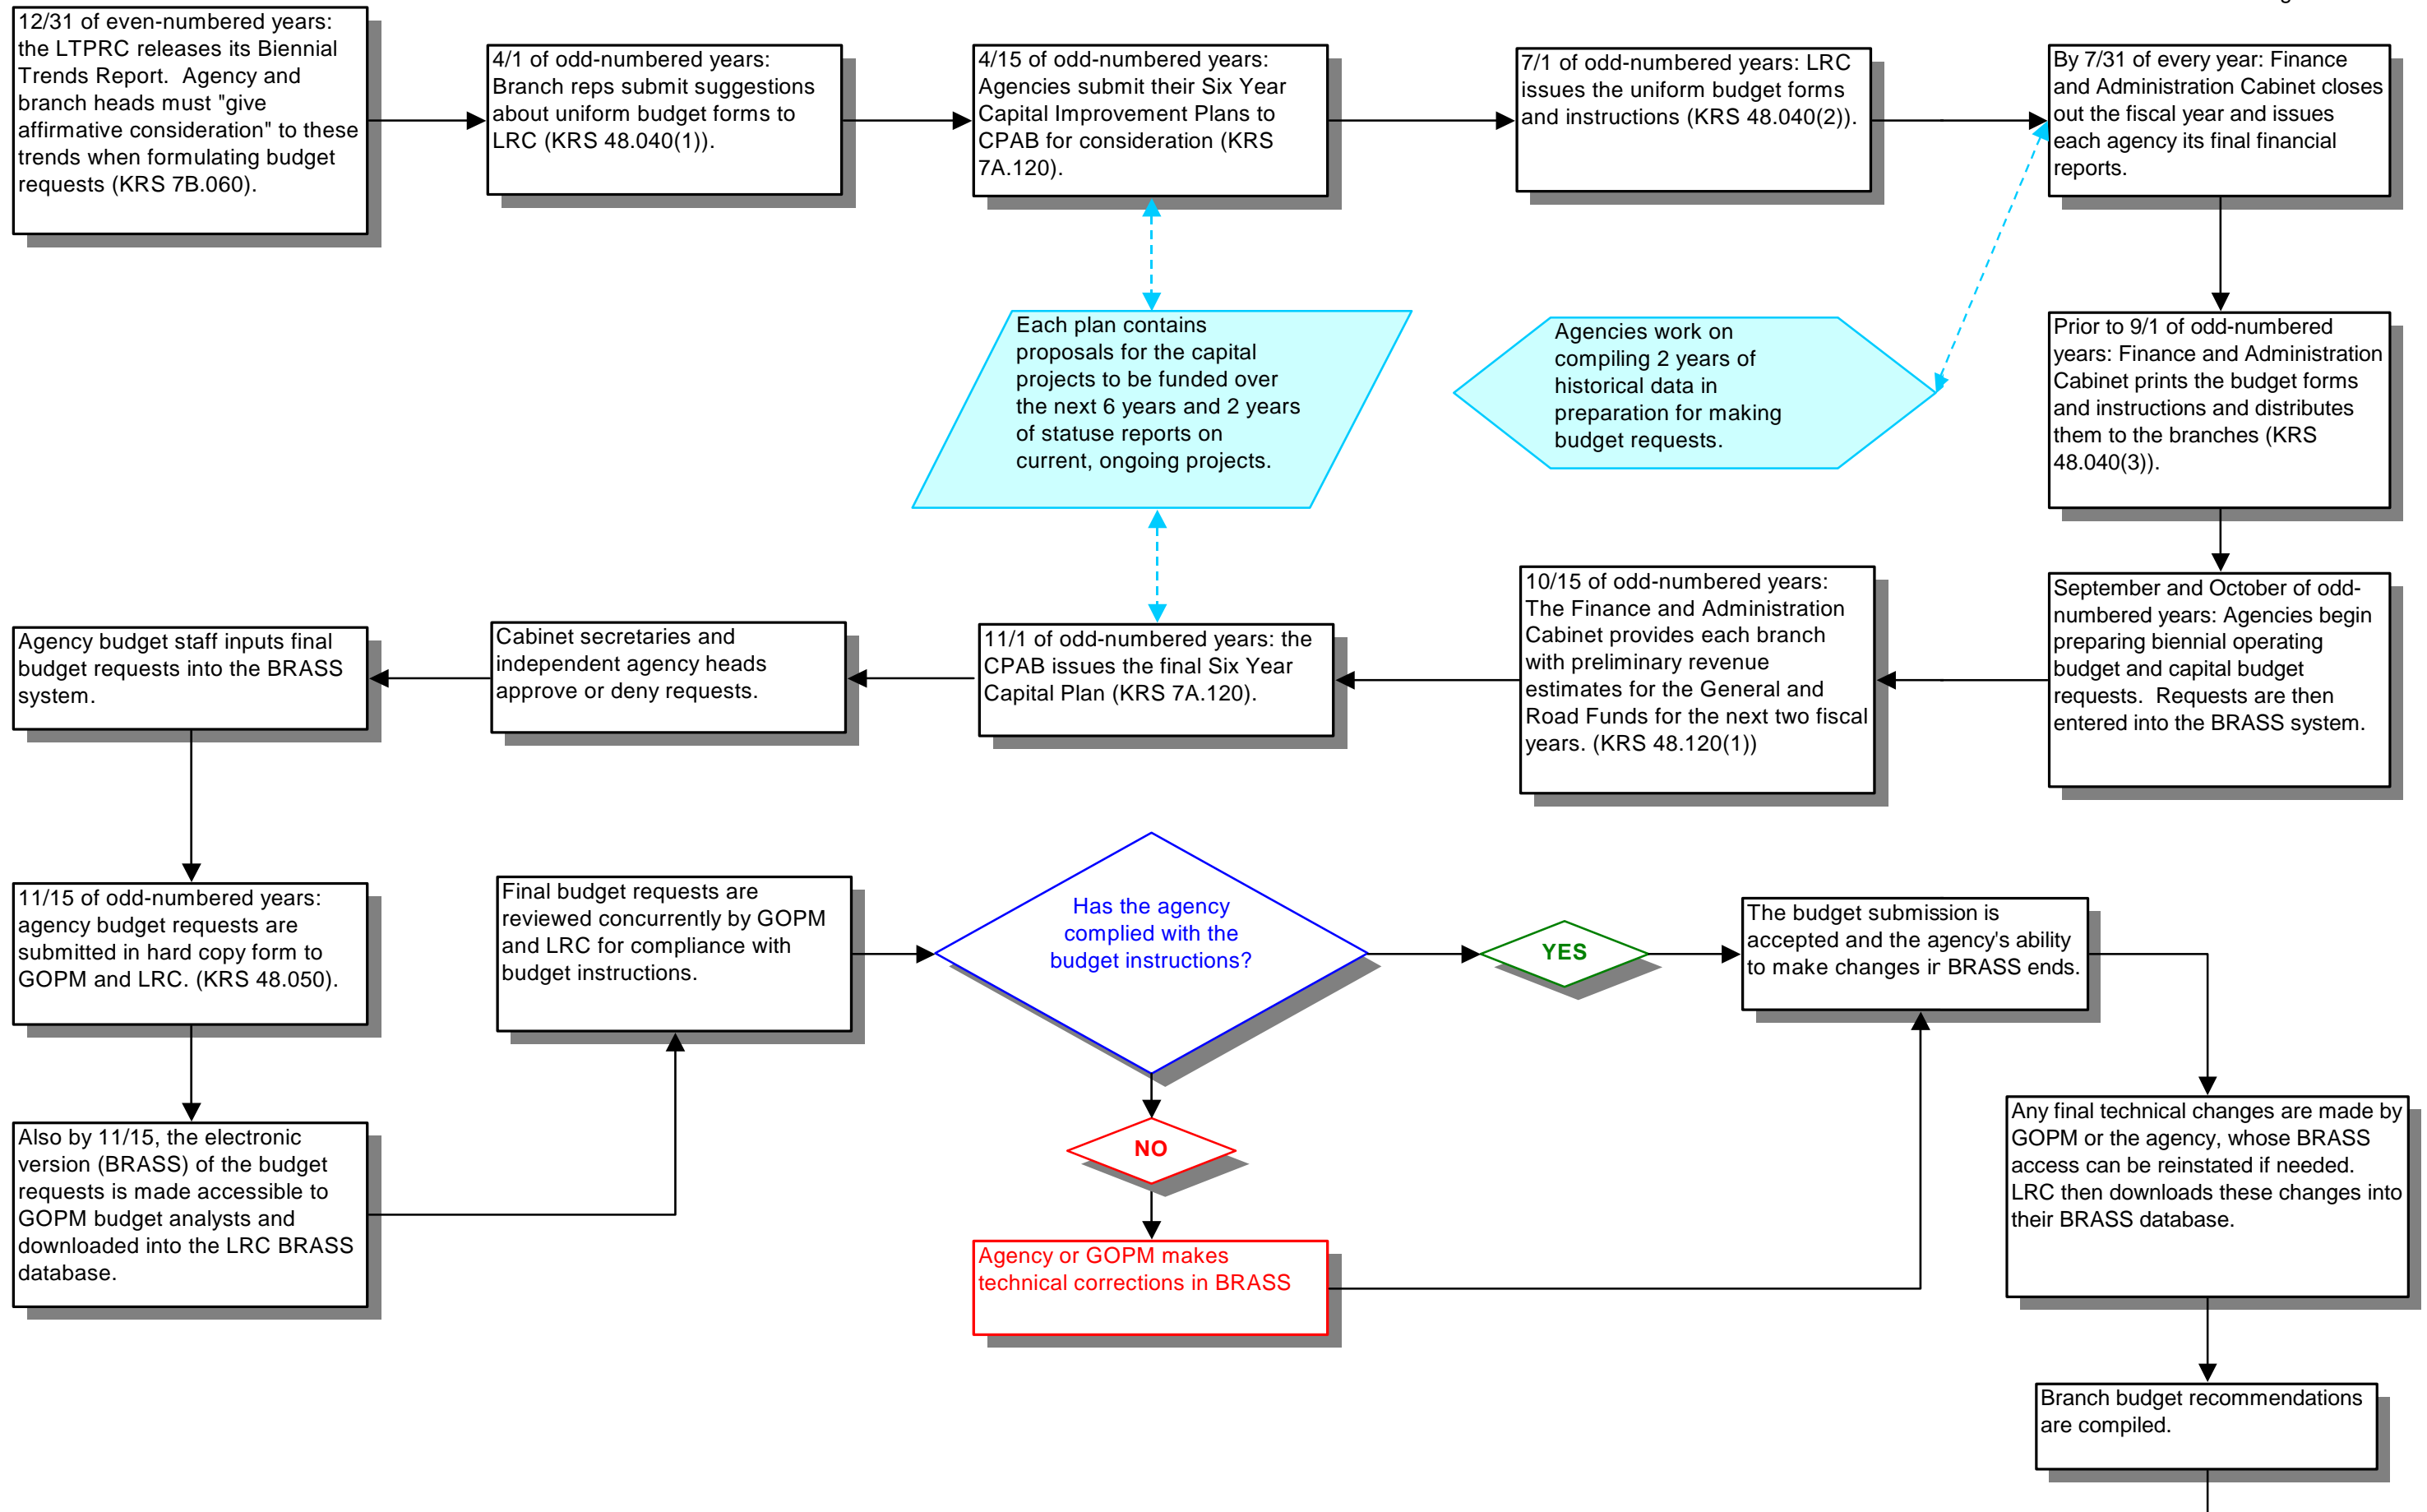 12/31 of even-numbered years:
the LTPRC releases its Biennial
Trends Report.  Agency and
branch heads must "give
affirmative consideration" to these
trends when formulating budget
requests (KRS 7B.060).
4/1 of odd-numbered years:
Branch reps submit suggestions
about uniform budget forms to
LRC (KRS 48.040(1)).
4/15 of odd-numbered years:
Agencies submit their Six Year
Capital Improvement Plans to
CPAB for consideration (KRS
7A.120).
7/1 of odd-numbered years: LRC
issues the uniform budget forms
and instructions (KRS 48.040(2)).
By 7/31 of every year: Finance
and Administration Cabinet closes
out the fiscal year and issues
each agency its final financial
reports.
Each plan contains
proposals for the capital
projects to be funded over
the next 6 years and 2 years
of statuse reports on
current, ongoing projects.
Agencies work on
compiling 2 years of
historical data in
preparation for making
budget requests.
Prior to 9/1 of odd-numbered
years: Finance and Administration
Cabinet prints the budget forms
and instructions and distributes
them to the branches (KRS
48.040(3)).
September and October of odd-
numbered years: Agencies begin
preparing biennial operating
budget and capital budget
requests.  Requests are then
entered into the BRASS system.
10/15 of odd-numbered years:
The Finance and Administration
Cabinet provides each branch
with preliminary revenue
estimates for the General and
Road Funds for the next two fiscal
years. (KRS 48.120(1))
11/1 of odd-numbered years: the
CPAB issues the final Six Year
Capital Plan (KRS 7A.120).
Cabinet secretaries and
independent agency heads
approve or deny requests.
Agency budget staff inputs final
budget requests into the BRASS
system.
11/15 of odd-numbered years:
agency budget requests are
submitted in hard copy form to
GOPM and LRC. (KRS 48.050).
Also by 11/15, the electronic
version (BRASS) of the budget
requests is made accessible to
GOPM budget analysts and
downloaded into the LRC BRASS
database.
Final budget requests are
reviewed concurrently by GOPM
and LRC for compliance with
budget instructions.
Has the agency
complied with the
budget instructions?
YES
NO
Agency or GOPM makes
technical corrections in BRASS
The budget submission is
accepted and the agency's ability
to make changes in BRASS ends.
Any final technical changes are made by
GOPM or the agency, whose BRASS
access can be reinstated if needed.
LRC then downloads these changes into
their BRASS database.
Branch budget recommendations
are compiled.